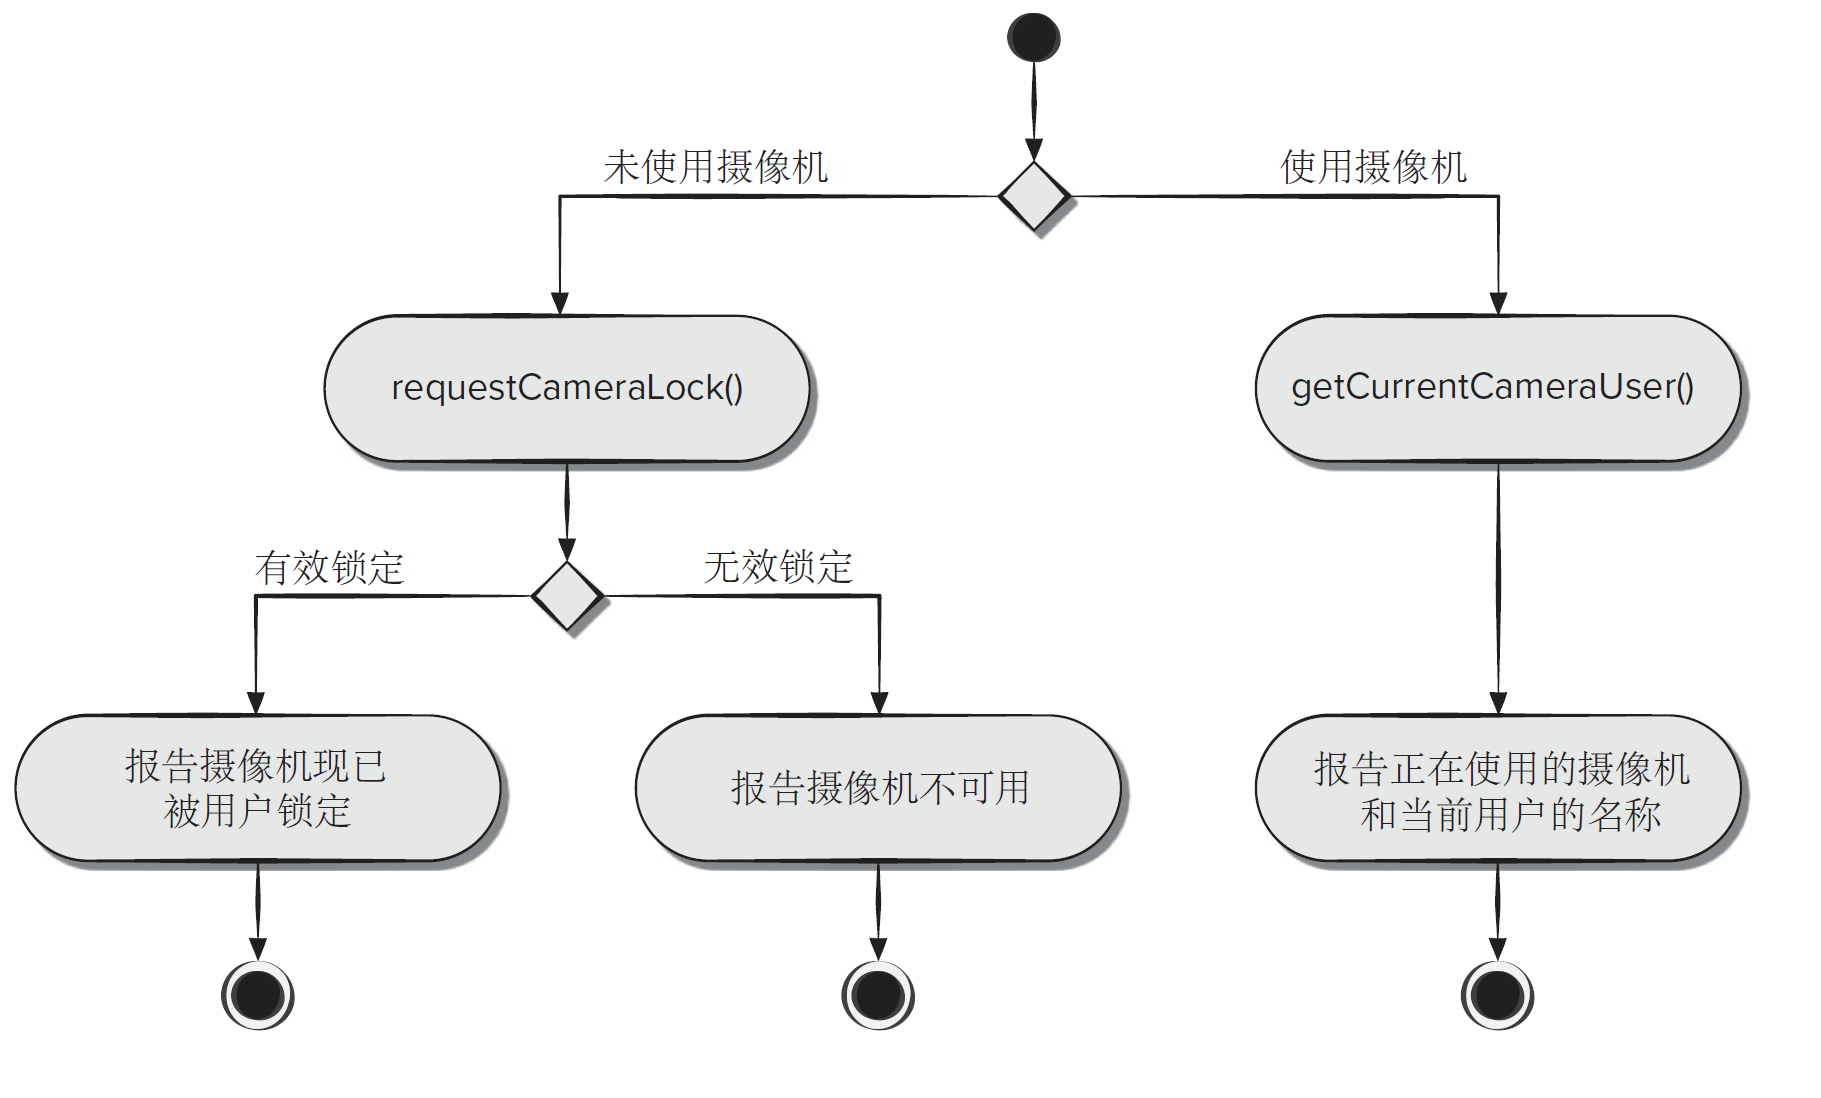 未使用摄像机
使用摄像机
requestCameraLock()
getCurrentCameraUser()
有效锁定
无效锁定
报告摄像机现已
被用户锁定
报告摄像机不可用
报告正在使用的摄像机
和当前用户的名称